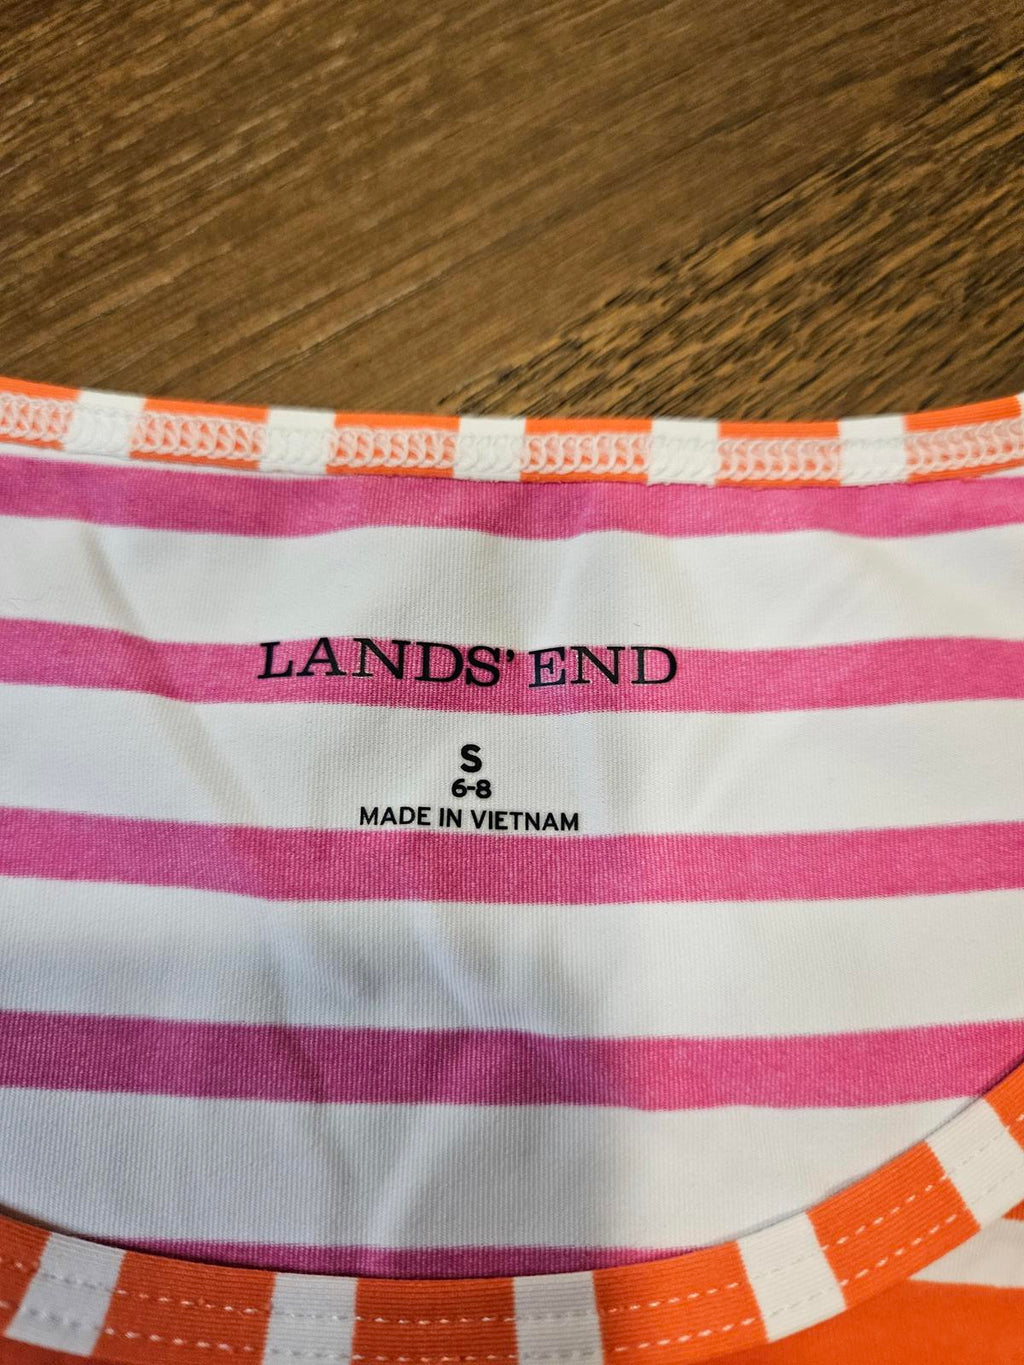 LANDS' END
S
6-8
MADE IN VIETNAM